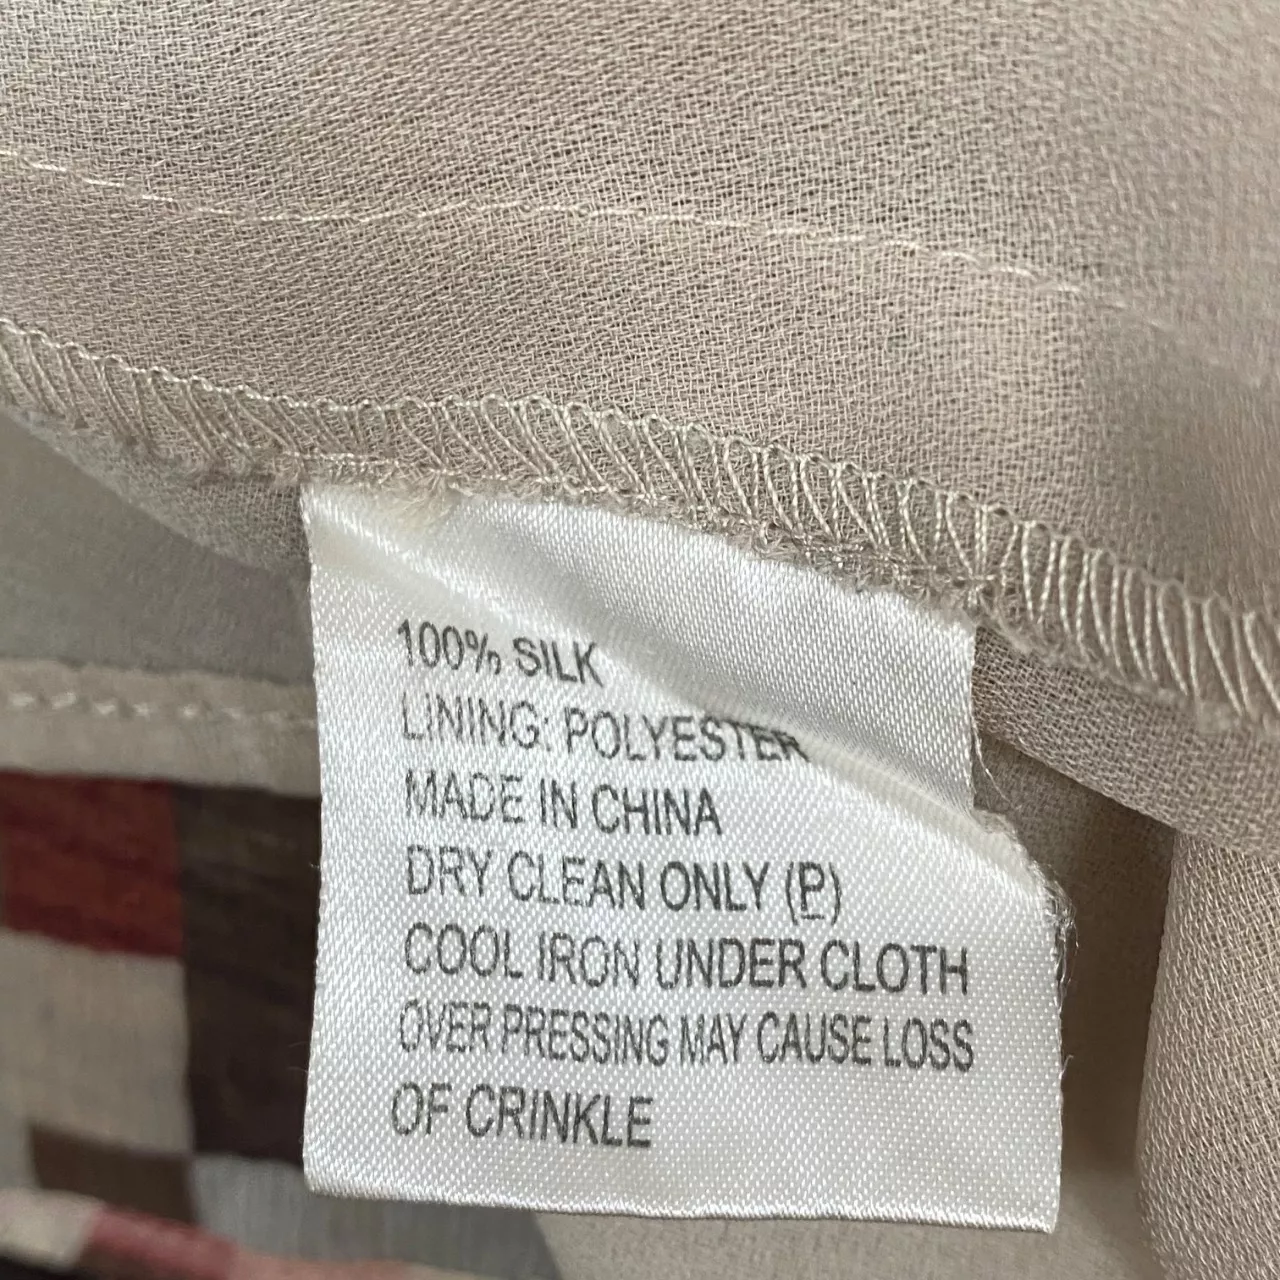 100% SILK
LINING: POLYESTER
MADE IN CHINA
DRY CLEAN ONLY (P)
COOL IRON UNDER CLOTH
OVER PRESSING MAY CAUSE LOSS
OF CRINKLE